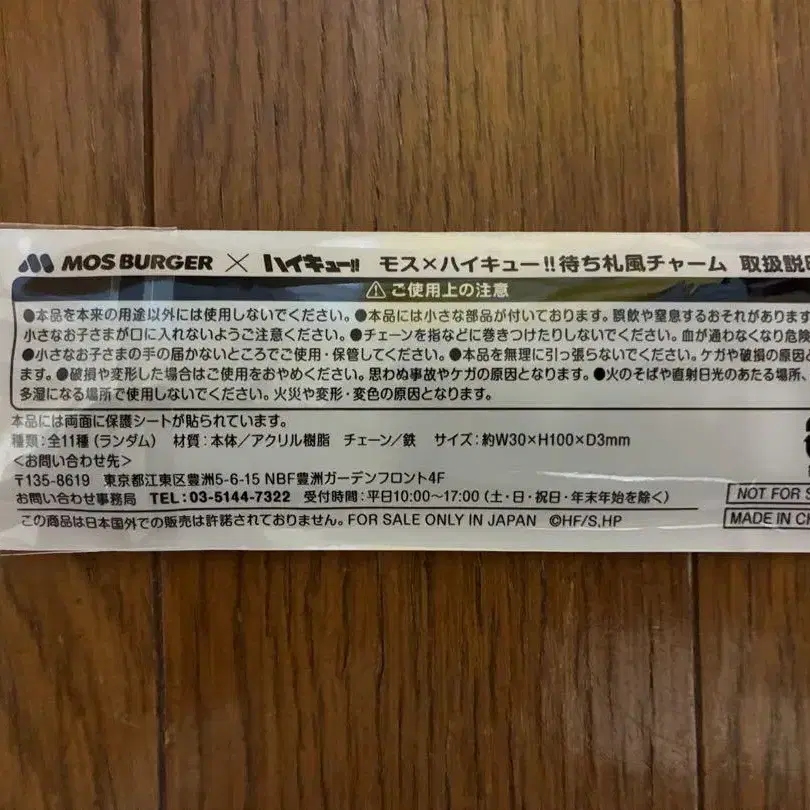 MOS BURGER × ハイキュー!! モス×ハイキュー!!待ち札風チャーム 取扱説
⚠ ご使用上の注意
●本品を本来の用途以外には使用しないでください。●本品には小さな部品が付いております。誤飲や窒息するおそれがあります
小さなお子さまが口に入れないようご注意ください。●チェーンを指などに巻きつけたりしないでください。血が通わなくなり危険
●小さなお子さまの手の届かないところでご使用・保管してください。●本品を無理に引っ張らないでください。ケガや破損の原因と
ます。●破損や変形した場合はご使用をおやめください。思わぬ事故やケガの原因となります。●火のそばや直射日光のあたる場所、
多湿になる場所で使用しないでください。火災や変形・変色の原因となります。
本品には両面に保護シートが貼られています。
種類:全11種(ランダム) 材質:本体/アクリル樹脂 チェーン/鉄 サイズ:約W30×H100×D3mm
<お問い合わせ先>
〒135-8619 東京都江東区豊洲5-6-15 NBF豊洲ガーデンフロント4F
お問い合わせ事務局 TEL:03-5144-7322 受付時間:平日10:00~17:00(土・日・祝日・年末年始を除く)
NOT FOR S
この商品は日本国外での販売は許諾されておりません。FOR SALE ONLY IN JAPAN ©HF/S,HP
MADE IN CH